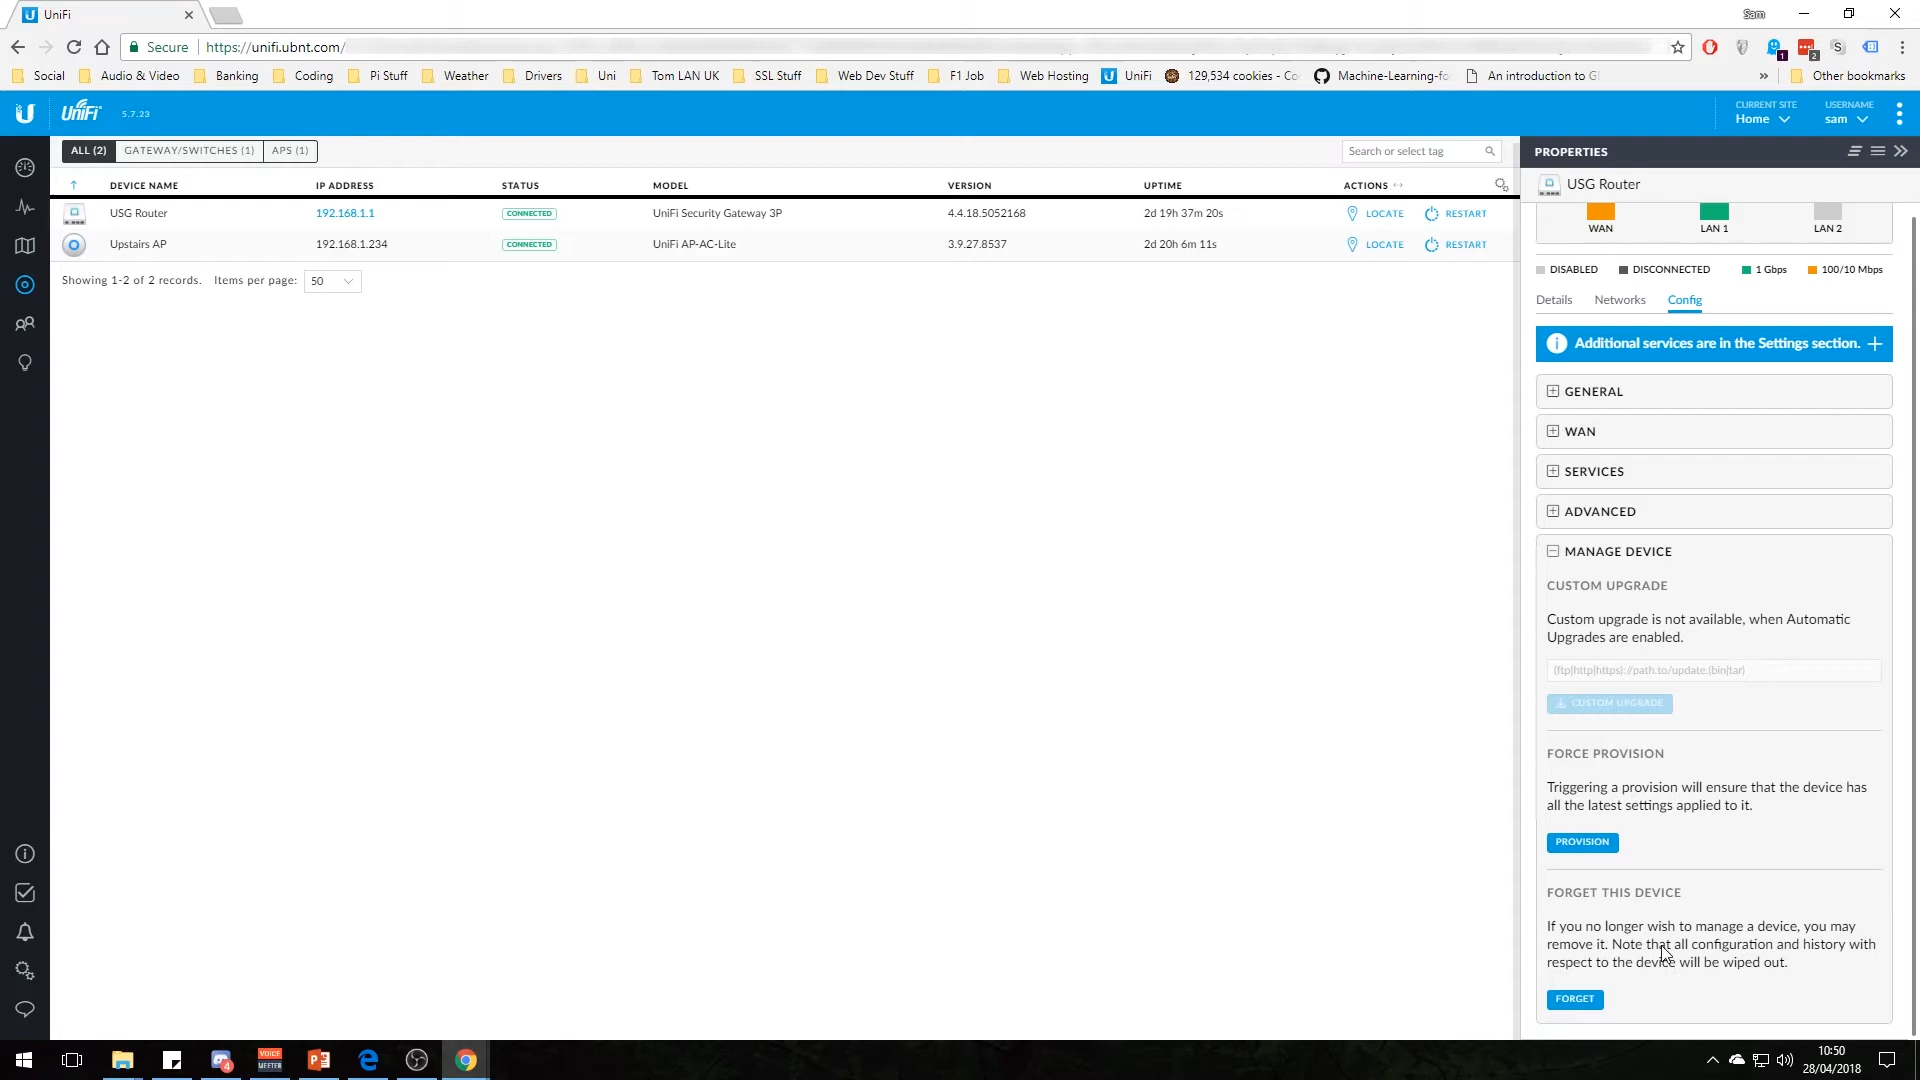 UniFi
Sam
Secure
https://unifi.ubnt.com/
Social
Audio & Video
Banking
Coding
Pi Stuff
Weather
Drivers
Uni
Tom LAN UK
SSL Stuff
Web Dev Stuff
F1 Job
Web Hosting
UniFi
129,534 cookies - Co
Machine-Learning-fo
An introduction to GI
Other bookmarks
UniFi
5.7.23
CURRENT SITE
Home
USERNAME
sam
ALL (2)
GATEWAY/SWITCHES (1)
APS (1)
Search or select tag
PROPERTIES
DEVICE NAME
IP ADDRESS
STATUS
MODEL
VERSION
UPTIME
ACTIONS
USG Router
192.168.1.1
CONNECTED
UniFi Security Gateway 3P
4.4.18.5052168
2d 19h 37m 20s
LOCATE
RESTART
Upstairs AP
192.168.1.234
CONNECTED
UniFi AP-AC-Lite
3.9.27.8537
2d 20h 6m 11s
LOCATE
RESTART
Showing 1-2 of 2 records.
Items per page:
50
USG Router
WAN
LAN 1
LAN 2
DISABLED
DISCONNECTED
1 Gbps
100/10 Mbps
Details
Networks
Config
Additional services are in the Settings section.
GENERAL
WAN
SERVICES
ADVANCED
MANAGE DEVICE
CUSTOM UPGRADE
Custom upgrade is not available, when Automatic
Upgrades are enabled.
(ftp|http|https)://path.to/update.(bin|tar)
CUSTOM UPGRADE
FORCE PROVISION
Triggering a provision will ensure that the device has
all the latest settings applied to it.
PROVISION
FORGET THIS DEVICE
If you no longer wish to manage a device, you may
remove it. Note that all configuration and history with
respect to the device will be wiped out.
FORGET
VOICE
MEETER
10:50
28/04/2018